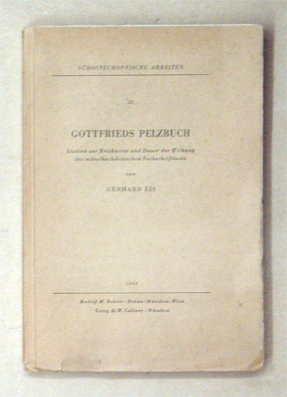 SÜDOSTEUROPÄISCHE ARBEITEN
GOTTFRIEDS PELZBUCH
Studien zur Reichweite und Dauer der Wirkung
des mittelhochdeutschen Fachschrifttums
von
GERHARD EIS
Rudolf M. Rohrer · Brünn · München · Wien
Georg D. W. Callwey · München